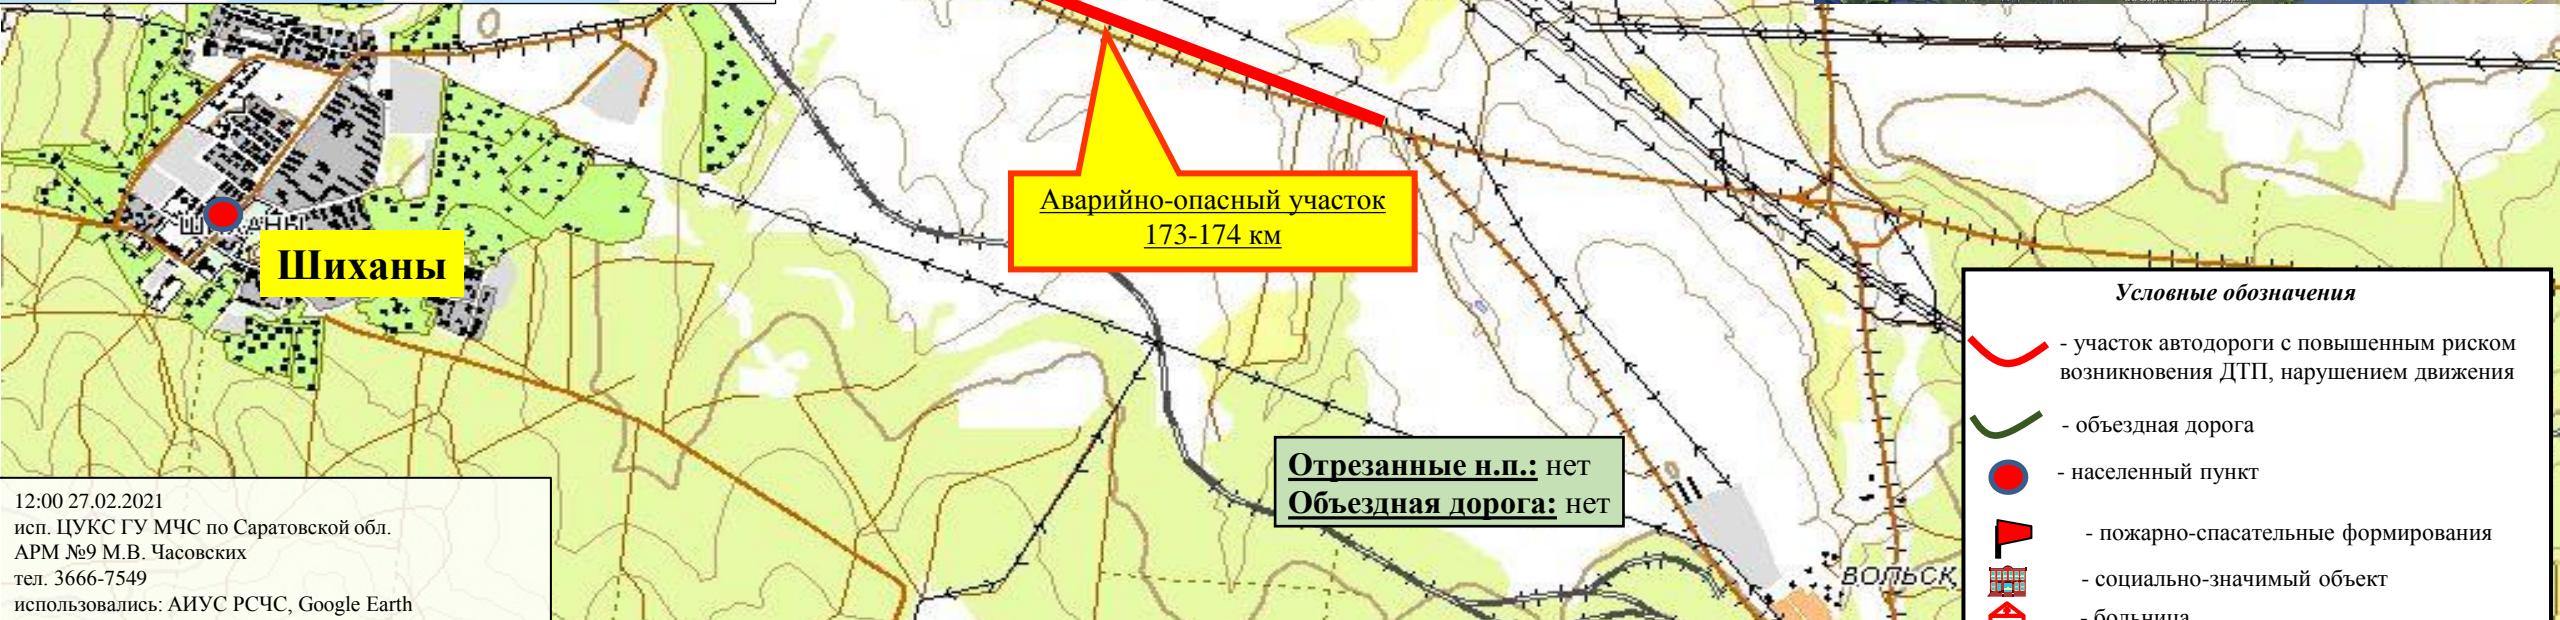 Аварийно-опасный участок
173-174 км
Шиханы
Условные обозначения
- участок автодороги с повышенным риском
возникновения ДТП, нарушением движения
- объездная дорога
- населенный пункт
- пожарно-спасательные формирования
- социально-значимый объект
- больница
Отрезанные н.п.: нет
Объездная дорога: нет
ВОЛЬСК
12:00 27.02.2021
исп. ЦУКС ГУ МЧС по Саратовской обл.
АРМ №9 М.В. Часовских
тел. 3666-7549
использовались: АИУС РСЧС, Google Earth